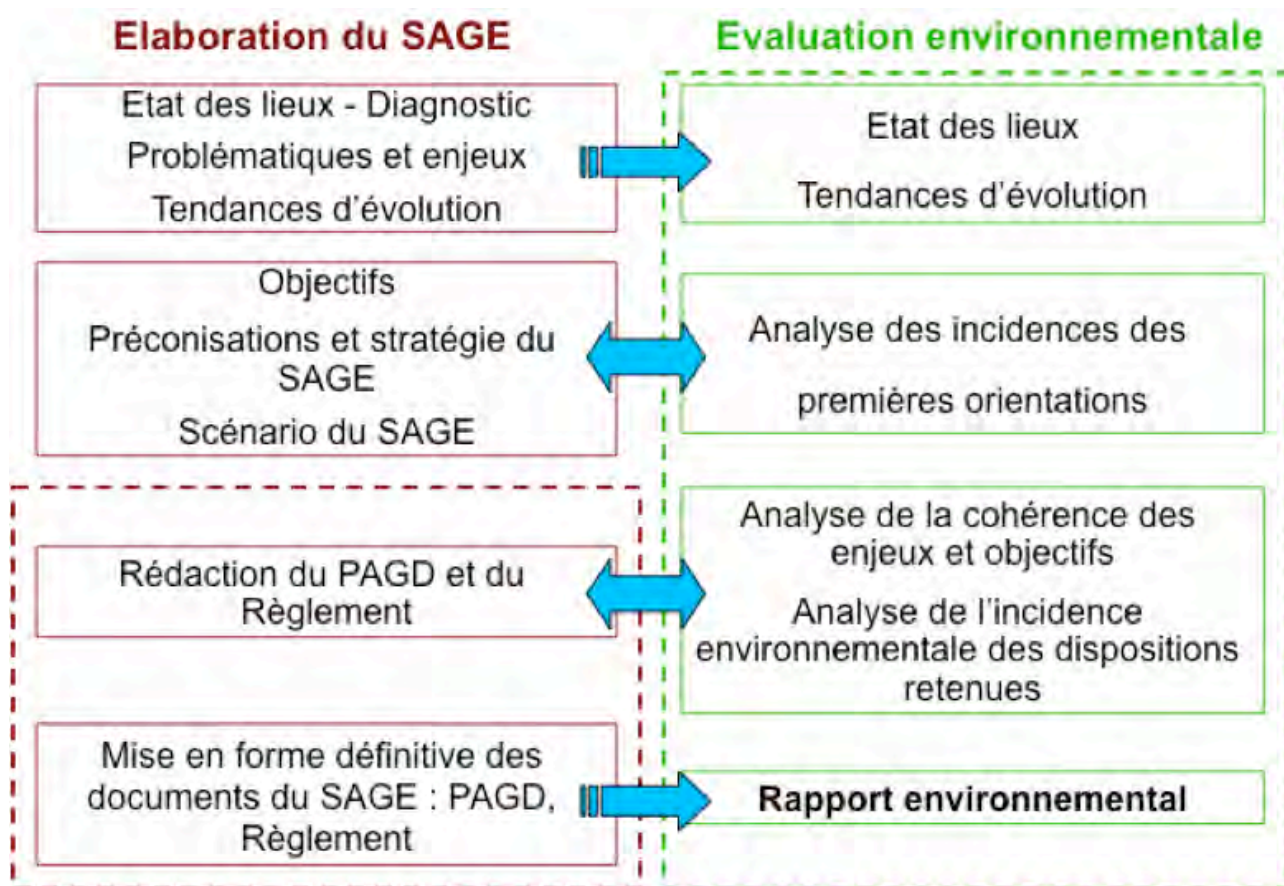 Elaboration du SAGE
Evaluation environnementale
Etat des lieux - Diagnostic
Problématiques et enjeux
Tendances d'évolution
Etat des lieux
Tendances d'évolution
Objectifs
Préconisations et stratégie du
SAGE
Scénario du SAGE
Analyse des incidences des
premières orientations
Rédaction du PAGD et du
Règlement
Analyse de la cohérence des
enjeux et objectifs
Analyse de l'incidence
environnementale des dispositions
retenues
Mise en forme définitive des
documents du SAGE : PAGD,
Règlement
Rapport environnemental